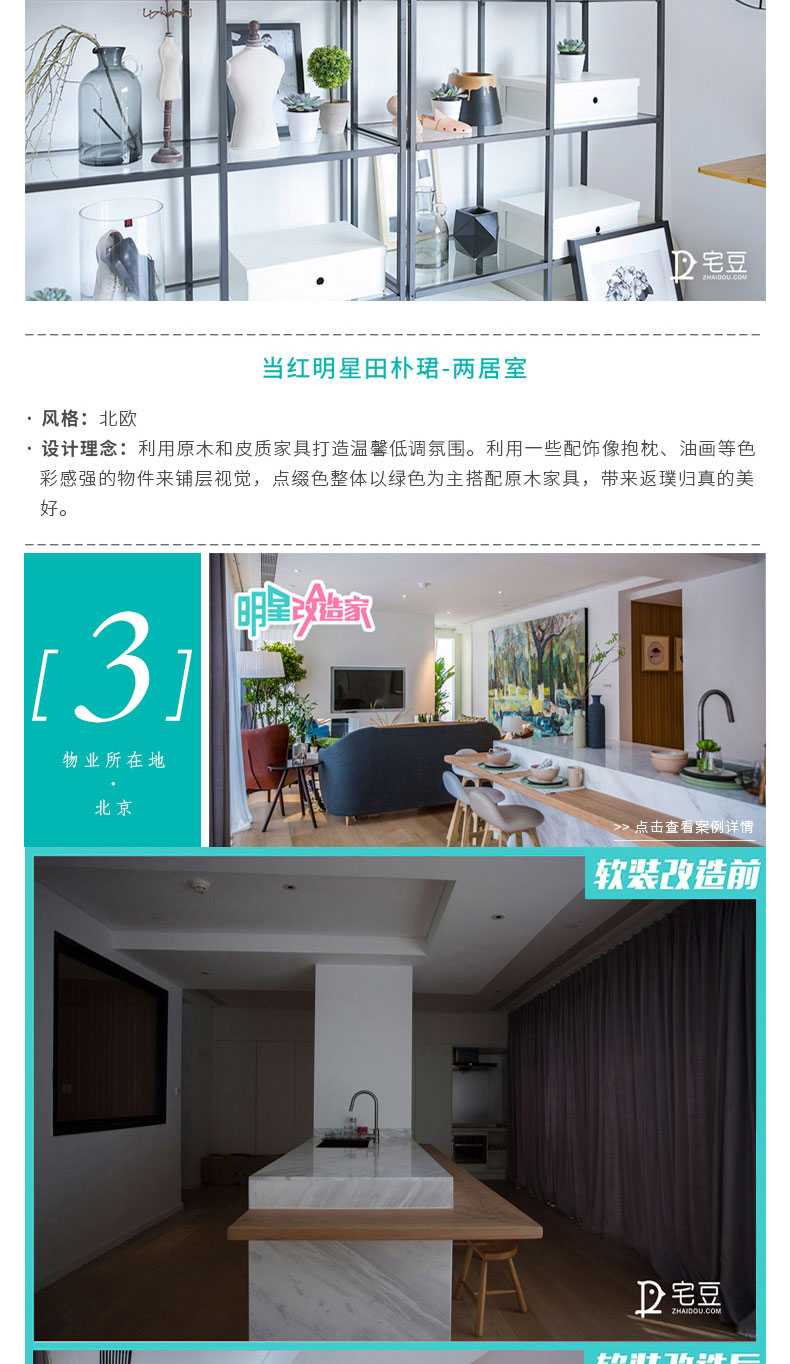 宅豆
ZHAIDOU.COM
当红明星田朴珺-两居室
· 风格：北欧
· 设计理念：利用原木和皮质家具打造温馨低调氛围。利用一些配饰像抱枕、油画等色
彩感强的物件来铺层视觉，点缀色整体以绿色为主搭配原木家具，带来返璞归真的美
好。
[3]
物业所在地
·
北京
明星改造家
>> 点击查看案例详情
软装改造前
宅豆
ZHAIDOU.COM
软装改造后